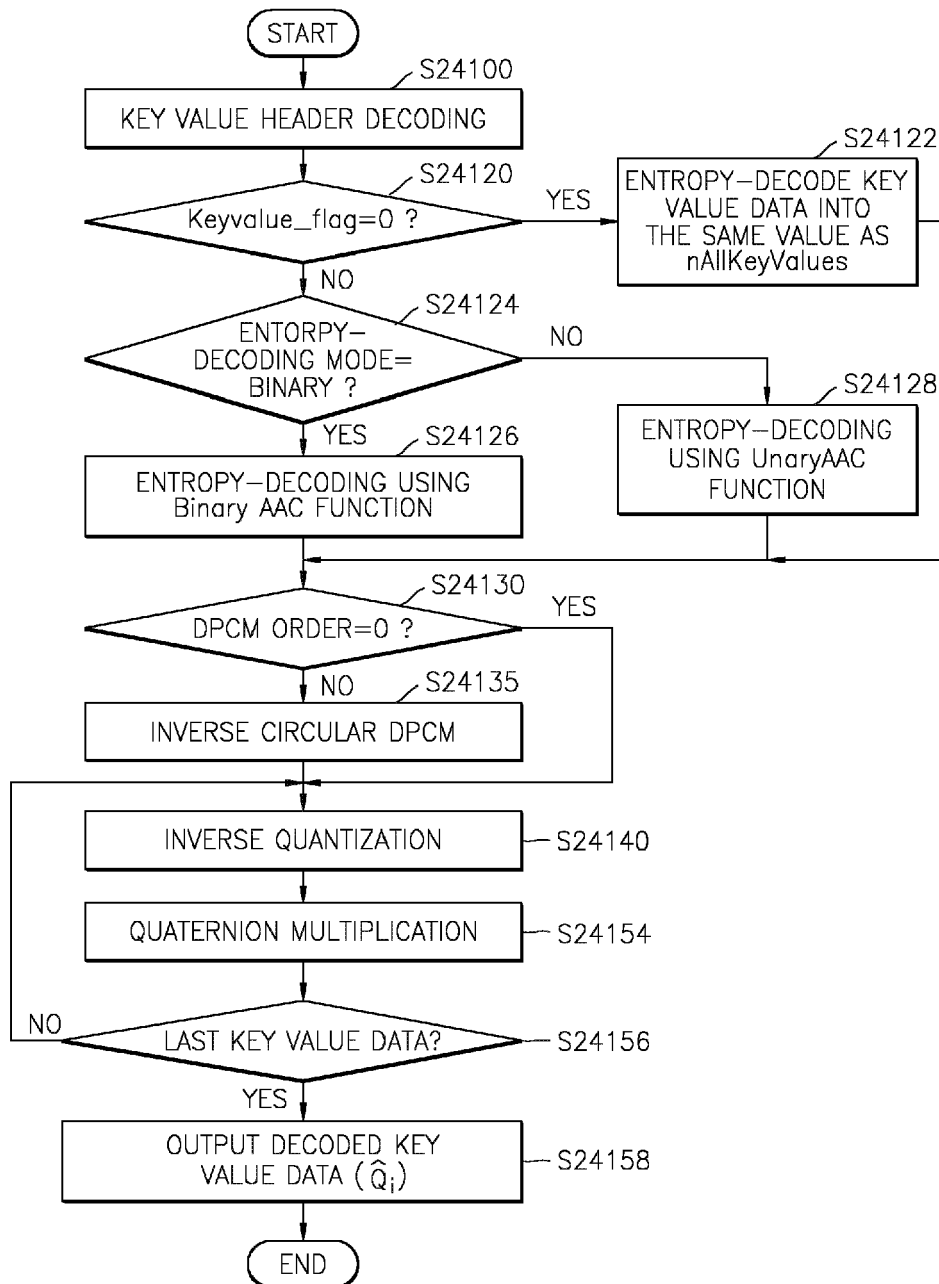 START
S24100
KEY VALUE HEADER DECODING
S24120
Keyvalue_flag=0 ?
YES
S24122
ENTROPY-DECODE KEY
VALUE DATA INTO
THE SAME VALUE AS
nAllKeyValues
NO
S24124
ENTORPY-
DECODING MODE=
BINARY ?
NO
YES
S24126
ENTROPY-DECODING USING
Binary AAC FUNCTION
S24128
ENTROPY-DECODING
USING UnaryAAC
FUNCTION
S24130
DPCM ORDER=0 ?
YES
NO
S24135
INVERSE CIRCULAR DPCM
INVERSE QUANTIZATION
S24140
QUATERNION MULTIPLICATION
S24154
NO
LAST KEY VALUE DATA?
S24156
YES
OUTPUT DECODED KEY
VALUE DATA (Q̂i)
S24158
END